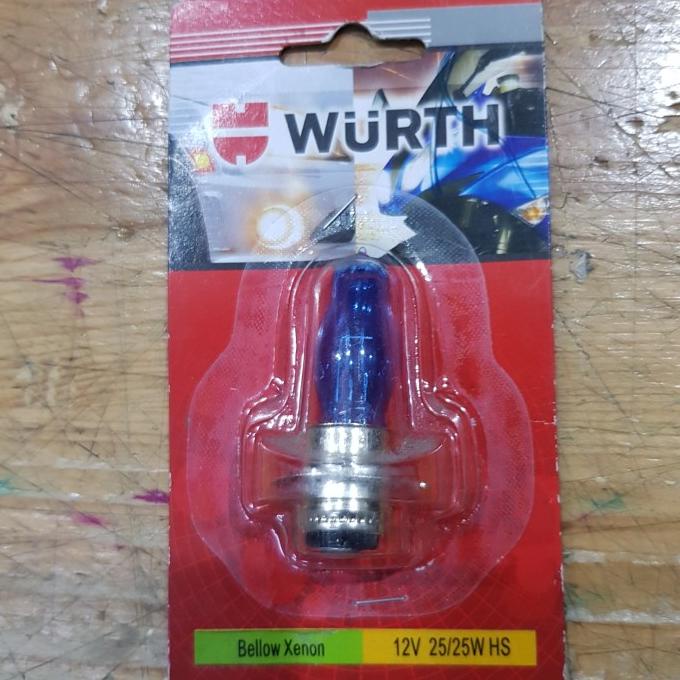 WÜRTH
Bellow Xenon 12V 25/25W HS